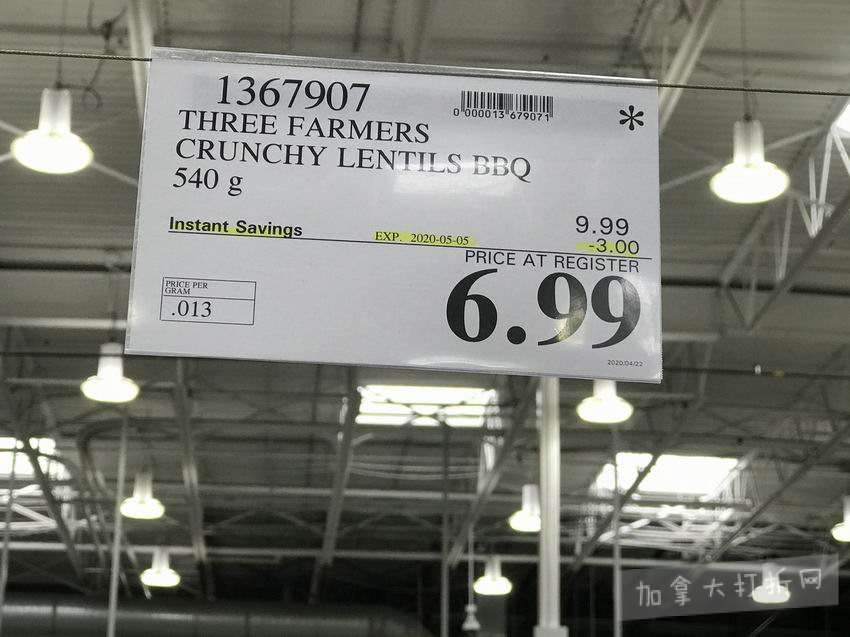 1367907
0 000013 679071
*
THREE FARMERS
CRUNCHY LENTILS BBQ
540 g
9.99
Instant Savings EXP. 2020-05-05 -3.00
PRICE AT REGISTER
6.99
PRICE PER
GRAM
.013
2020/04/22
加拿大打折网